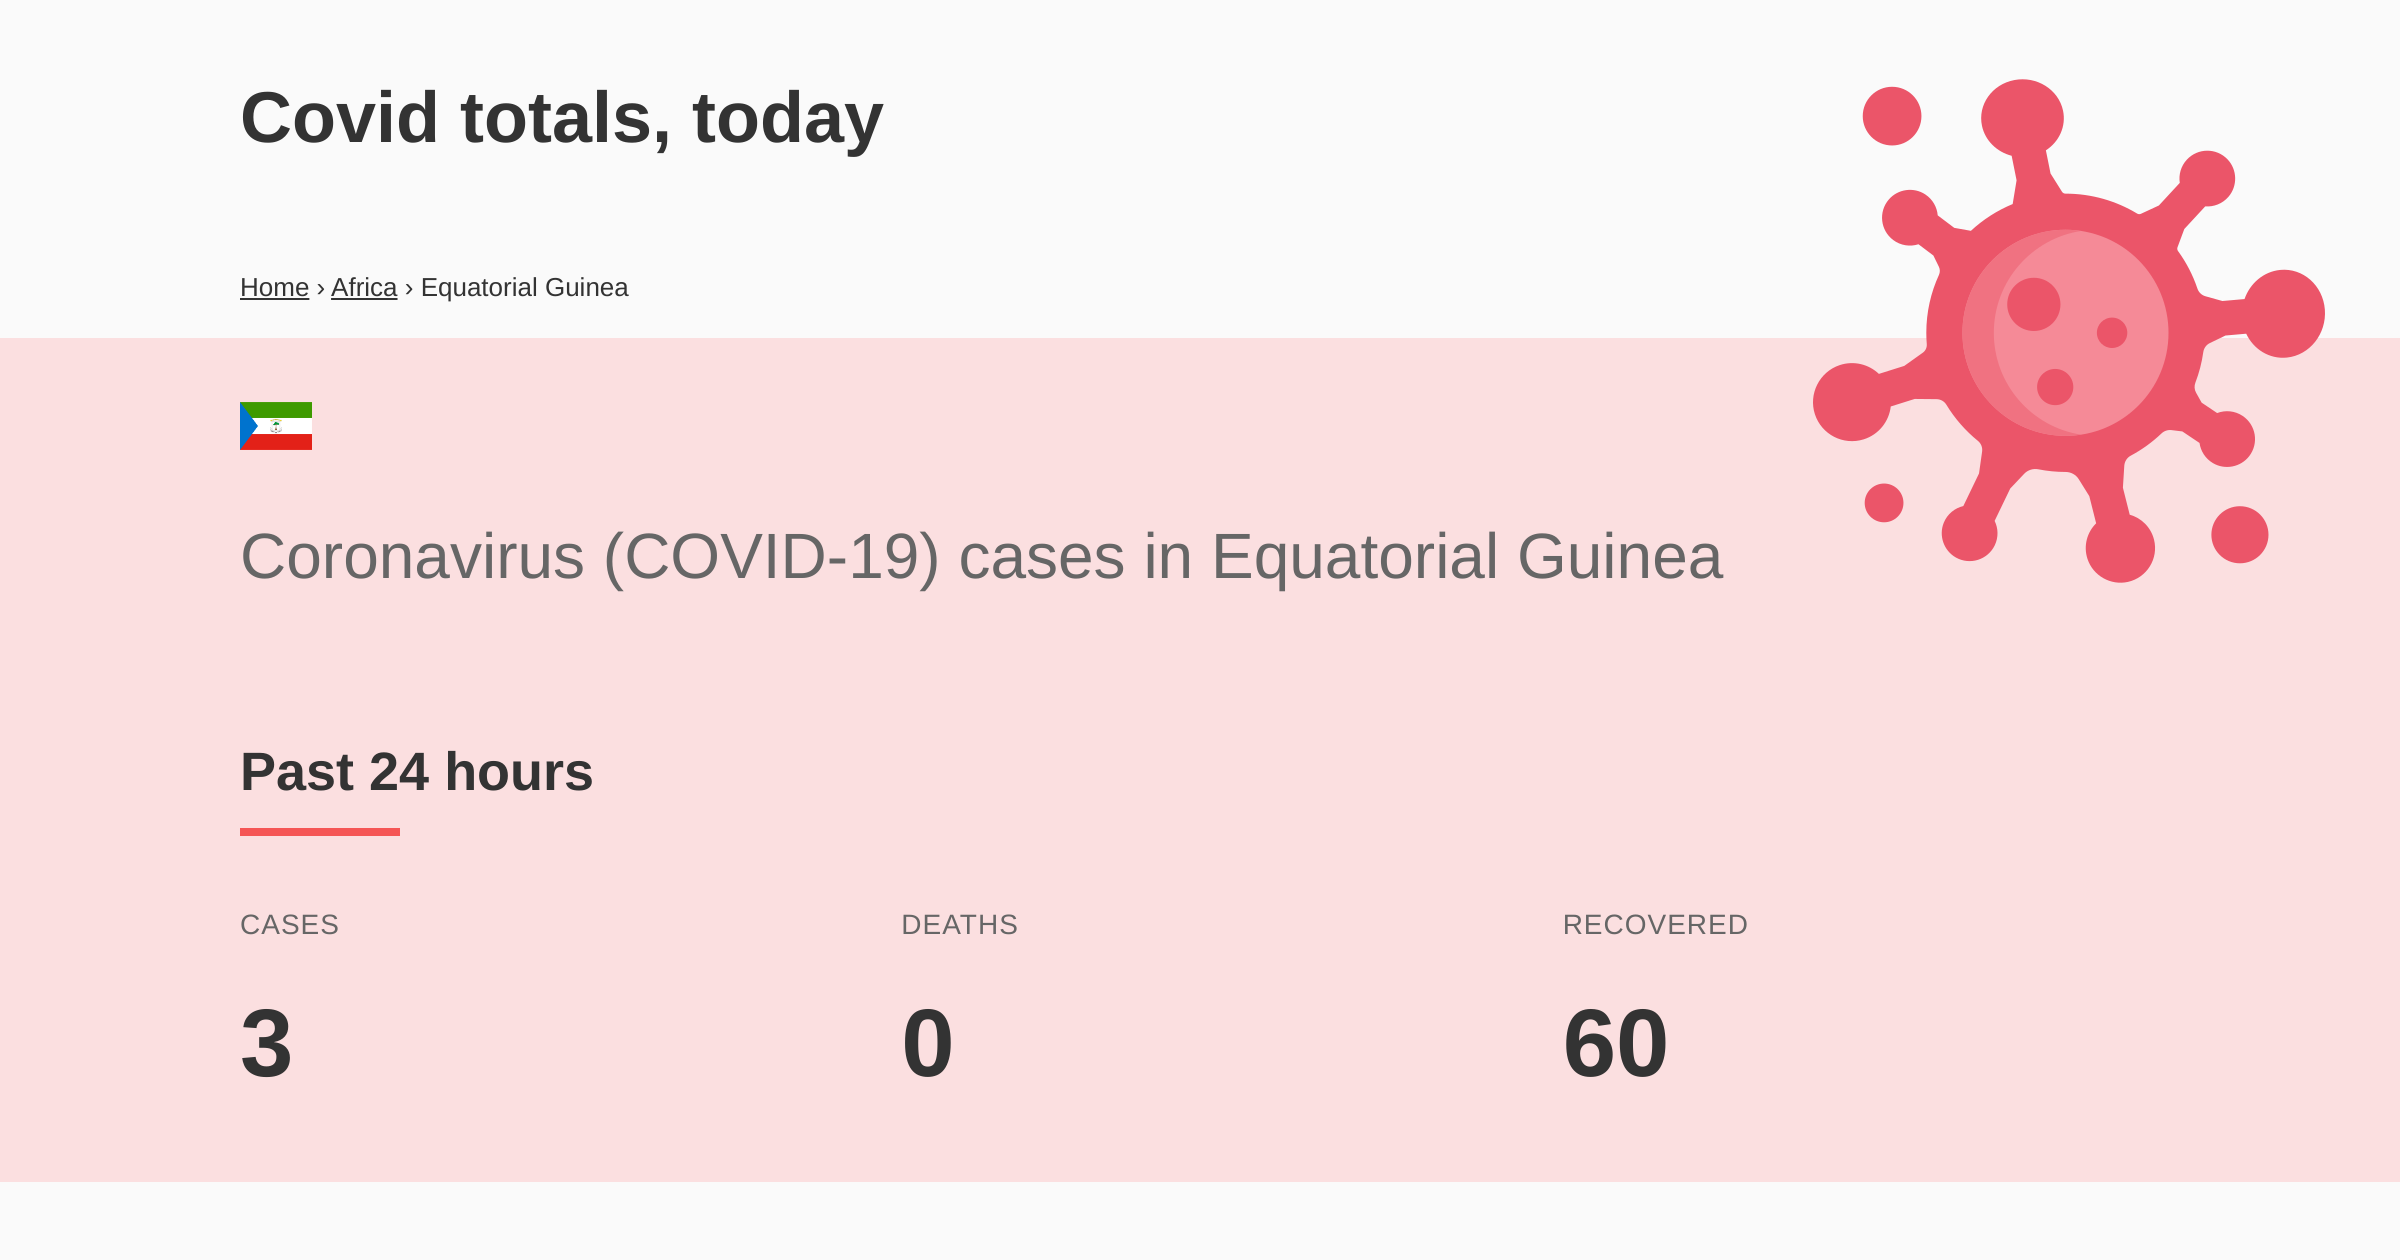 Covid totals, today
Home › Africa › Equatorial Guinea
Coronavirus (COVID-19) cases in Equatorial Guinea
Past 24 hours
CASES
DEATHS
RECOVERED
3
0
60